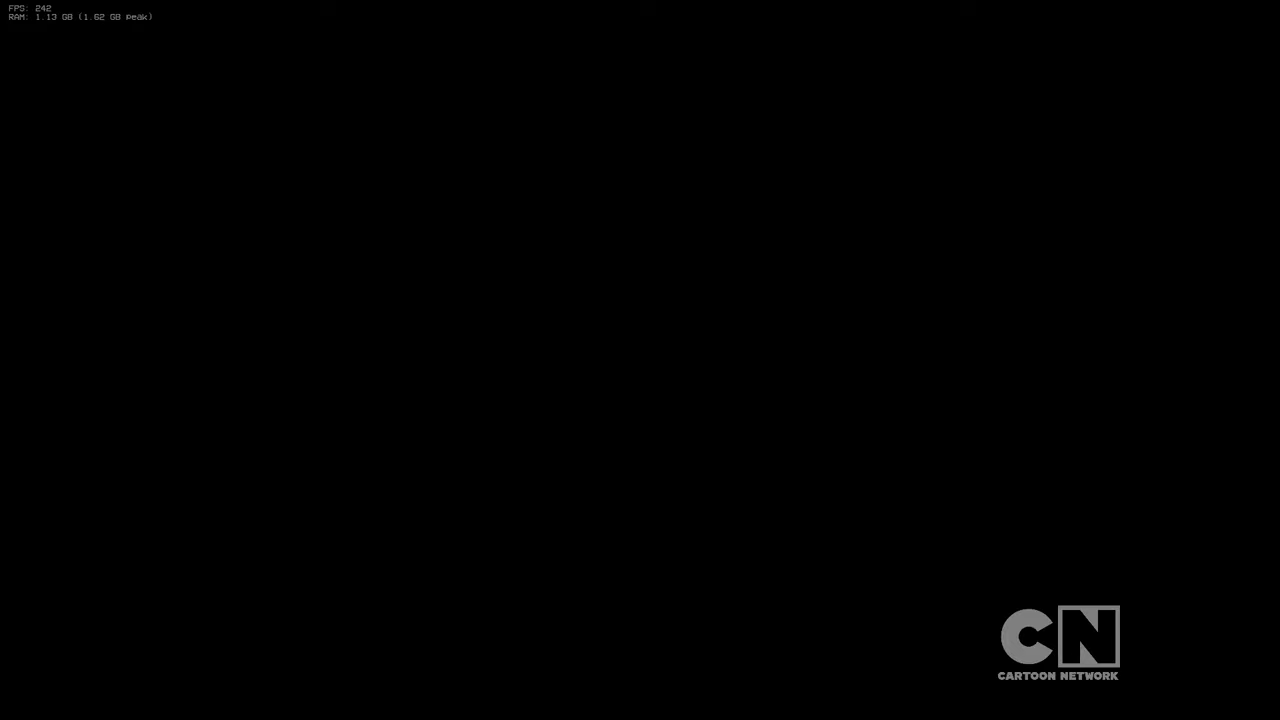 FPS: 242
RAM: 1.13 GB (1.62 GB peak)
CN
CARTOON NETWORK